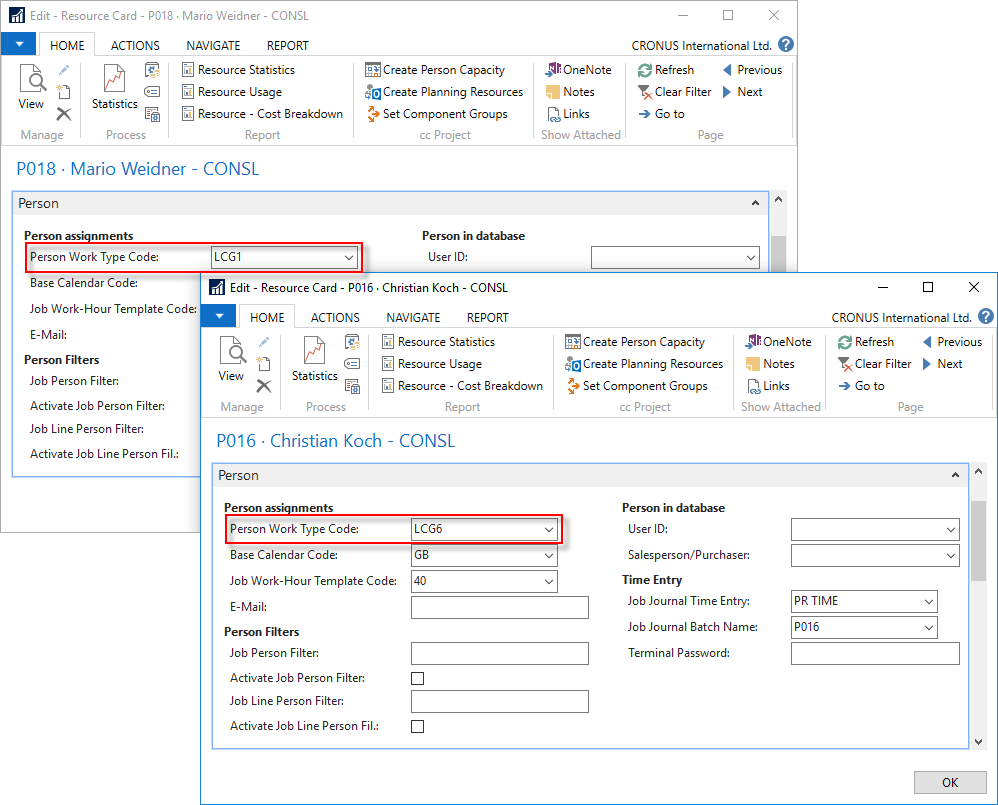 Edit - Resource Card - P018 · Mario Weidner - CONSL
HOME ACTIONS NAVIGATE REPORT CRONUS International Ltd. ?
View
Manage
Statistics
Process
Resource Statistics
Resource Usage
Resource - Cost Breakdown
Report
Create Person Capacity
Create Planning Resources
Set Component Groups
cc Project
OneNote
Notes
Links
Show Attached
Refresh
Clear Filter
Go to
Previous
Next
Page
P018 · Mario Weidner - CONSL
Person
Person assignments
Person Work Type Code: LCG1
Base Calendar Code:
Job Work-Hour Template Code:
E-Mail:
Person Filters
Job Person Filter:
Activate Job Person Filter:
Job Line Person Filter:
Activate Job Line Person Fil.:
Person in database
User ID:
Edit - Resource Card - P016 · Christian Koch - CONSL
HOME ACTIONS NAVIGATE REPORT CRONUS International Ltd. ?
View
Manage
Statistics
Process
Resource Statistics
Resource Usage
Resource - Cost Breakdown
Report
Create Person Capacity
Create Planning Resources
Set Component Groups
cc Project
OneNote
Notes
Links
Show Attached
Refresh
Clear Filter
Go to
Previous
Next
Page
P016 · Christian Koch - CONSL
Person
Person assignments
Person Work Type Code: LCG6
Base Calendar Code: GB
Job Work-Hour Template Code: 40
E-Mail:
Person Filters
Job Person Filter:
Activate Job Person Filter:
Job Line Person Filter:
Activate Job Line Person Fil.:
Person in database
User ID:
Salesperson/Purchaser:
Time Entry
Job Journal Time Entry: PR TIME
Job Journal Batch Name: P016
Terminal Password:
OK